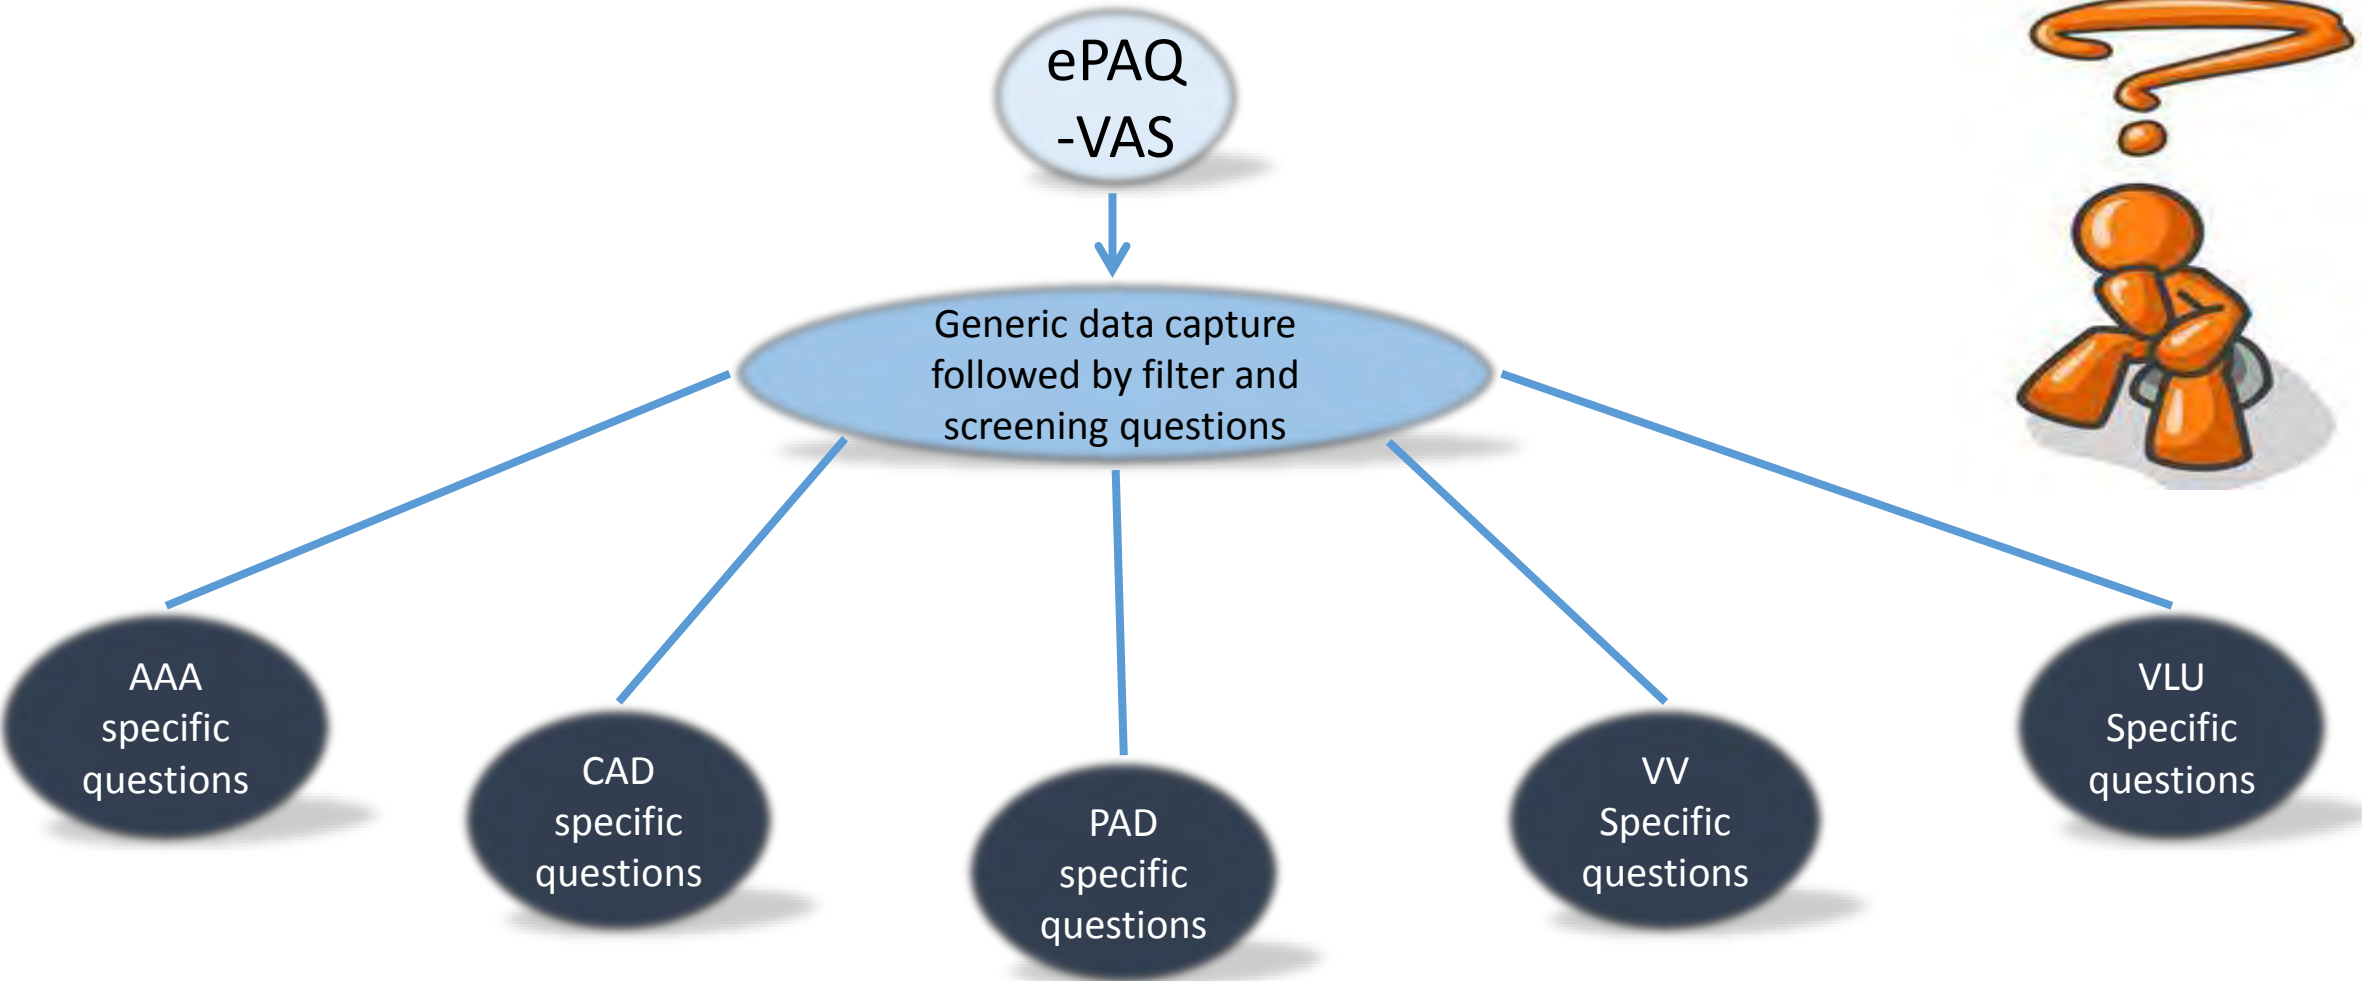 ePAQ
-VAS
Generic data capture
followed by filter and
screening questions
AAA
specific
questions
CAD
specific
questions
PAD
specific
questions
VV
Specific
questions
VLU
Specific
questions